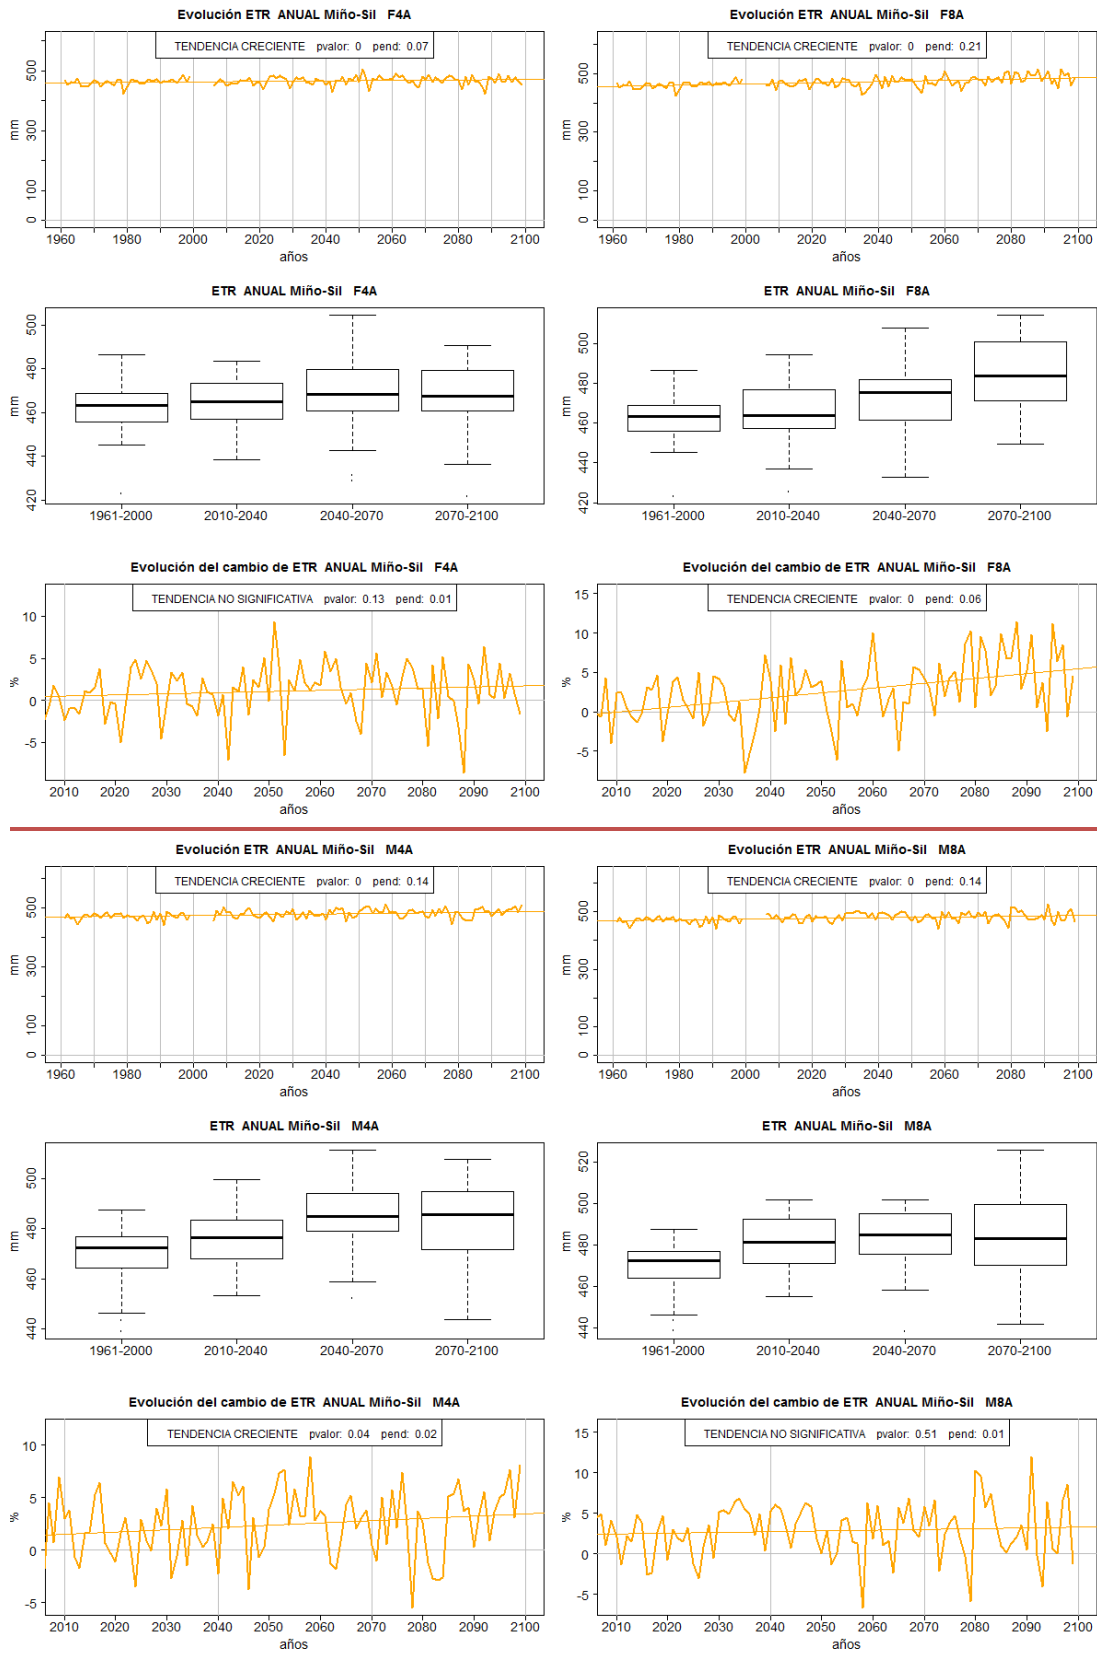 Evolución ETR ANUAL Miño-Sil F4A
TENDENCIA CRECIENTE pvalor: 0 pend: 0.07
mm
500
300
100
0
1960 1980 2000 2020 2040 2060 2080 2100
años
Evolución ETR ANUAL Miño-Sil F8A
TENDENCIA CRECIENTE pvalor: 0 pend: 0.21
mm
500
300
100
0
1960 1980 2000 2020 2040 2060 2080 2100
años
ETR ANUAL Miño-Sil F4A
mm
500
480
460
440
420
1961-2000 2010-2040 2040-2070 2070-2100
ETR ANUAL Miño-Sil F8A
mm
500
480
460
440
420
1961-2000 2010-2040 2040-2070 2070-2100
Evolución del cambio de ETR ANUAL Miño-Sil F4A
TENDENCIA NO SIGNIFICATIVA pvalor: 0.13 pend: 0.01
%
10
5
0
-5
2010 2020 2030 2040 2050 2060 2070 2080 2090 2100
años
Evolución del cambio de ETR ANUAL Miño-Sil F8A
TENDENCIA CRECIENTE pvalor: 0 pend: 0.06
%
15
10
5
0
-5
2010 2020 2030 2040 2050 2060 2070 2080 2090 2100
años
Evolución ETR ANUAL Miño-Sil M4A
TENDENCIA CRECIENTE pvalor: 0 pend: 0.14
mm
500
300
100
0
1960 1980 2000 2020 2040 2060 2080 2100
años
Evolución ETR ANUAL Miño-Sil M8A
TENDENCIA CRECIENTE pvalor: 0 pend: 0.14
mm
500
300
100
0
1960 1980 2000 2020 2040 2060 2080 2100
años
ETR ANUAL Miño-Sil M4A
mm
500
480
460
440
1961-2000 2010-2040 2040-2070 2070-2100
ETR ANUAL Miño-Sil M8A
mm
520
500
480
460
440
1961-2000 2010-2040 2040-2070 2070-2100
Evolución del cambio de ETR ANUAL Miño-Sil M4A
TENDENCIA CRECIENTE pvalor: 0.04 pend: 0.02
%
10
5
0
-5
2010 2020 2030 2040 2050 2060 2070 2080 2090 2100
años
Evolución del cambio de ETR ANUAL Miño-Sil M8A
TENDENCIA NO SIGNIFICATIVA pvalor: 0.51 pend: 0.01
%
15
10
5
0
-5
2010 2020 2030 2040 2050 2060 2070 2080 2090 2100
años